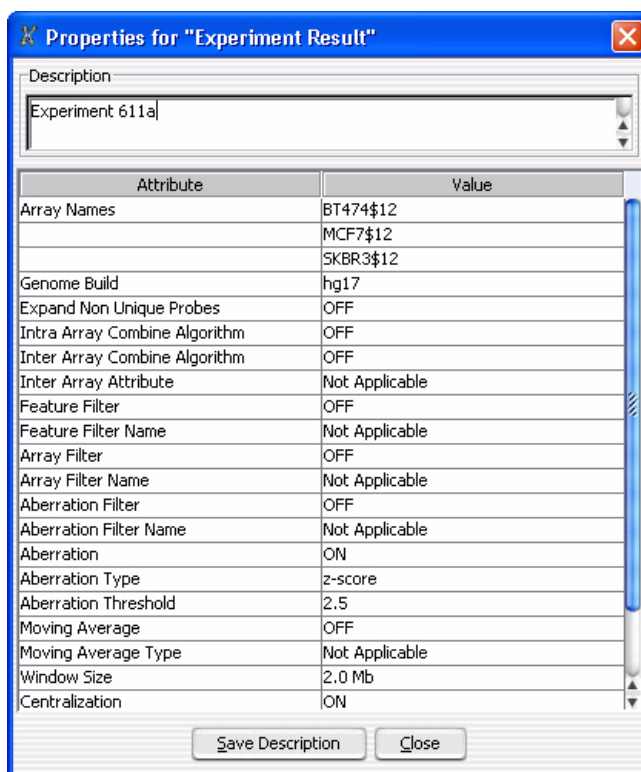 Properties for "Experiment Result"
Description
Experiment 611a
Attribute Value
Array Names BT474$12
MCF7$12
SKBR3$12
Genome Build hg17
Expand Non Unique Probes OFF
Intra Array Combine Algorithm OFF
Inter Array Combine Algorithm OFF
Inter Array Attribute Not Applicable
Feature Filter OFF
Feature Filter Name Not Applicable
Array Filter OFF
Array Filter Name Not Applicable
Aberration Filter OFF
Aberration Filter Name Not Applicable
Aberration ON
Aberration Type z-score
Aberration Threshold 2.5
Moving Average OFF
Moving Average Type Not Applicable
Window Size 2.0 Mb
Centralization ON
Save Description Close